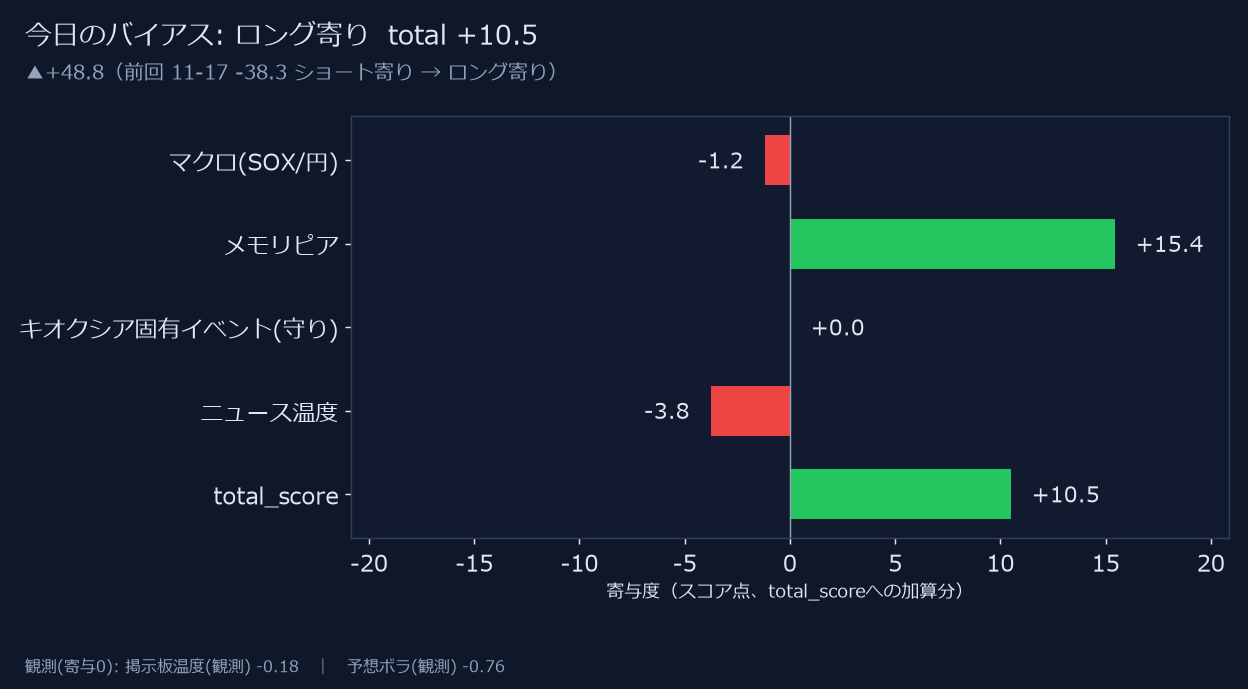 今日のバイアス: ロング寄り  total +10.5
▲+48.8（前回 11-17 -38.3 ショート寄り → ロング寄り）
マクロ(SOX/円)
-1.2
メモリピア
+15.4
キオクシア固有イベント(守り)
+0.0
ニュース温度
-3.8
total_score
+10.5
-20 -15 -10 -5 0 5 10 15 20
寄与度（スコア点、total_scoreへの加算分）
観測(寄与0): 掲示板温度(観測) -0.18 ｜ 予想ボラ(観測) -0.76